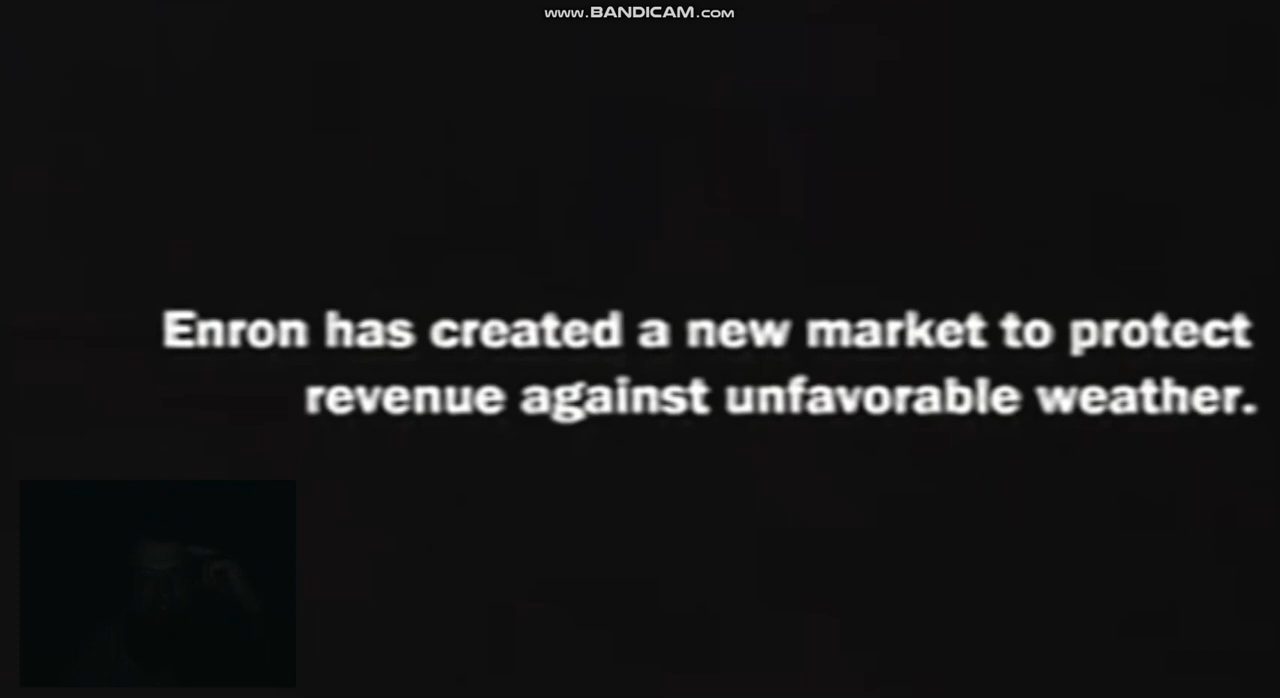 www.BANDICAM.com
Enron has created a new market to protect
revenue against unfavorable weather.